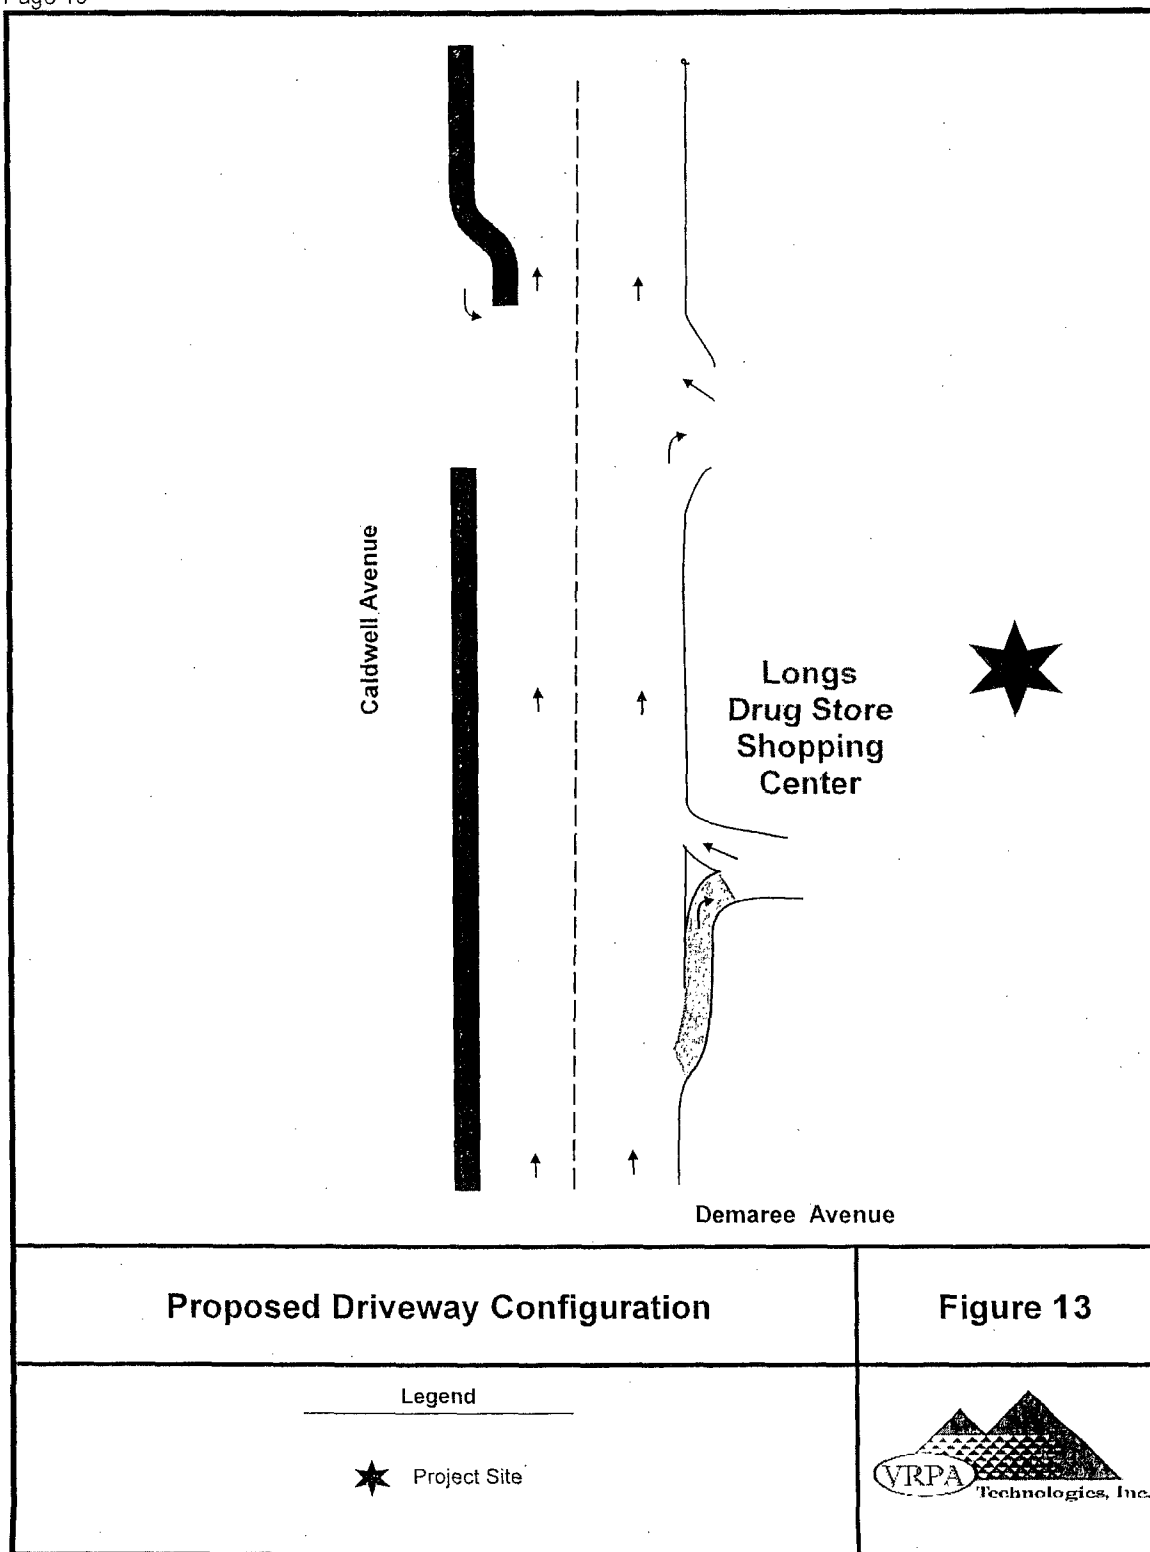 Caldwell Avenue
Longs
Drug Store
Shopping
Center
Demaree Avenue
Proposed Driveway Configuration
Figure 13
Legend
Project Site
VRPA
Technologies, Inc.